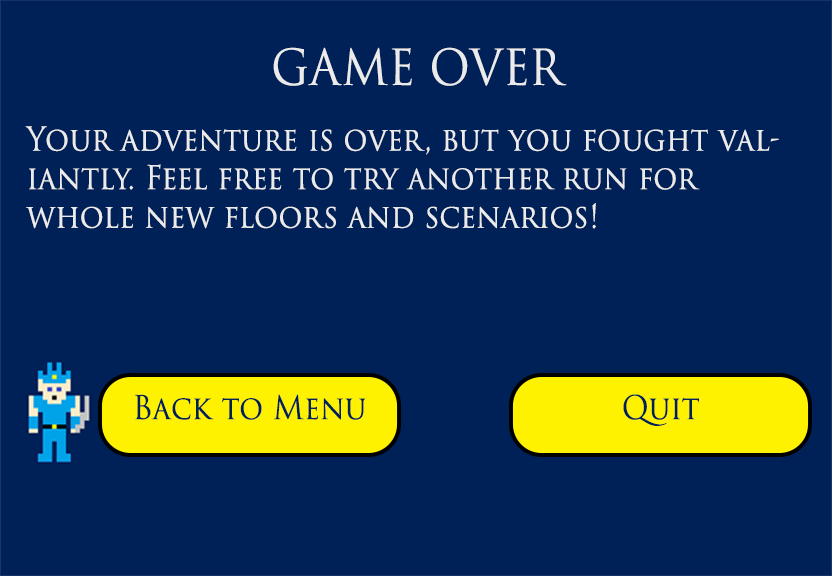 GAME OVER
Your adventure is over, but you fought val-
iantly. Feel free to try another run for
whole new floors and scenarios!
Back to Menu
Quit